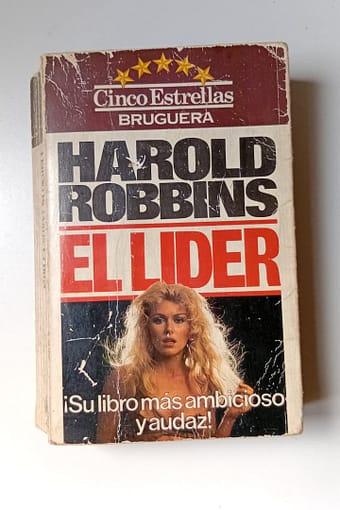 Cinco Estrellas
BRUGUERA
HAROLD
ROBBINS
EL LIDER
¡Su libro más ambicioso
y audaz!